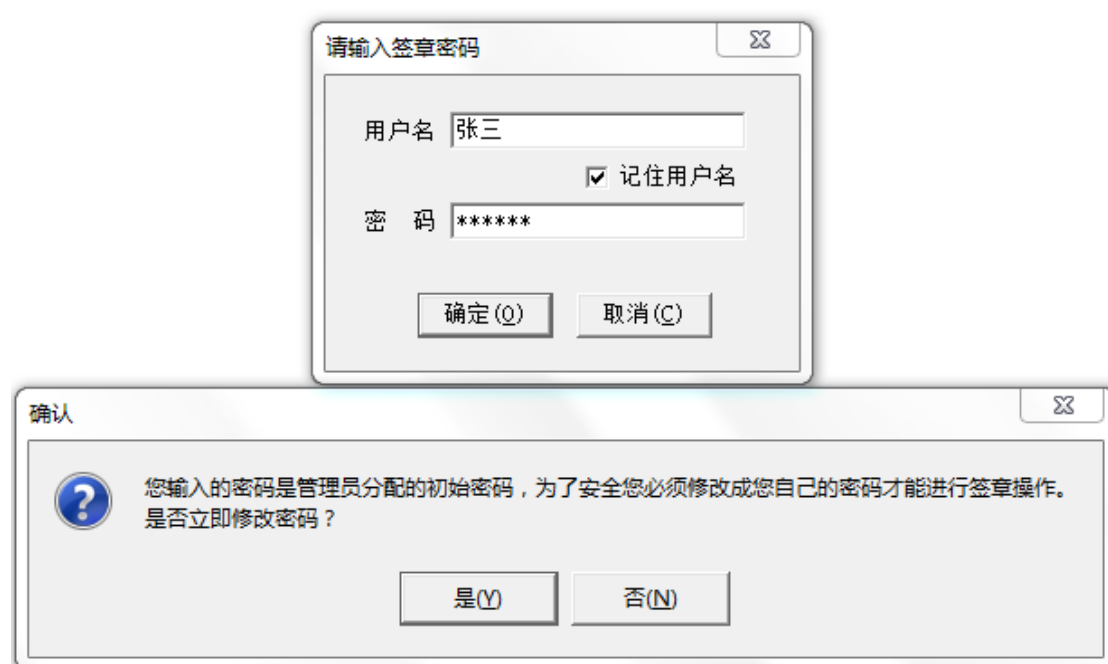 请输入签章密码
用户名 张三
记住用户名
密 码 ******
确定(O) 取消(C)
确认
您输入的密码是管理员分配的初始密码，为了安全您必须修改成您自己的密码才能进行签章操作。
是否立即修改密码？
是(Y) 否(N)